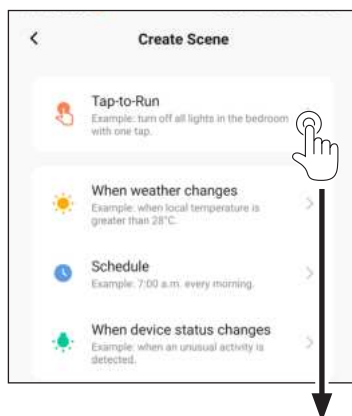 Create Scene
Tap-to-Run
Example: turn off all lights in the bedroom
with one tap.
When weather changes
Example: when local temperature is
greater than 28°C.
Schedule
Example: 7:00 a.m. every morning.
When device status changes
Example: when an unusual activity is
detected.